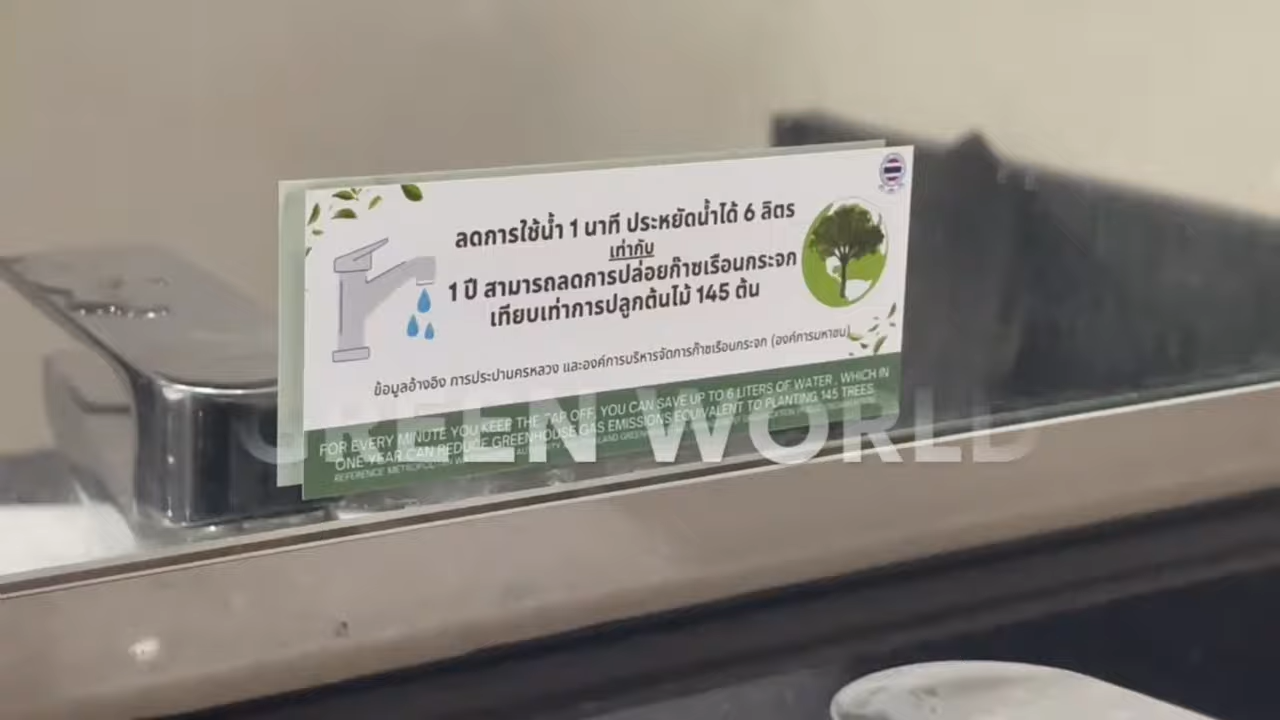 ลดการใช้น้ำ 1 นาที ประหยัดน้ำได้ 6 ลิตร
เท่ากับ
1 ปี สามารถลดการปล่อยก๊าซเรือนกระจก
เทียบเท่าการปลูกต้นไม้ 145 ต้น
ข้อมูลอ้างอิง การประปานครหลวง และองค์การบริหารจัดการก๊าซเรือนกระจก (องค์การมหาชน)
FOR EVERY MINUTE YOU KEEP THE TAP OFF. YOU CAN SAVE UP TO 6 LITERS OF WATER , WHICH IN
ONE YEAR CAN REDUCE GREENHOUSE GAS EMISSIONS EQUIVALENT TO PLANTING 145 TREES.
REFERENCE METROPOLITAN
GREEN WORLD